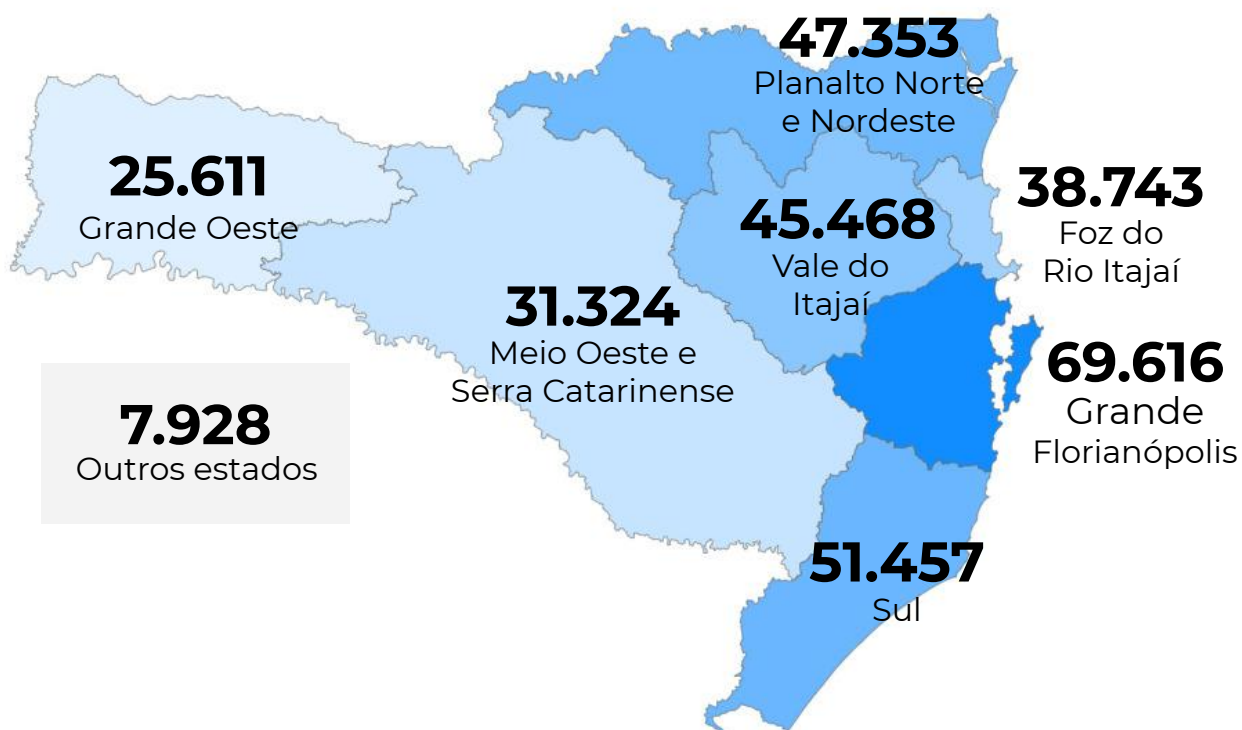 47.353
Planalto Norte
e Nordeste
25.611
Grande Oeste
38.743
Foz do
Rio Itajaí
45.468
Vale do
Itajaí
31.324
Meio Oeste e
Serra Catarinense
69.616
Grande
Florianópolis
7.928
Outros estados
51.457
Sul